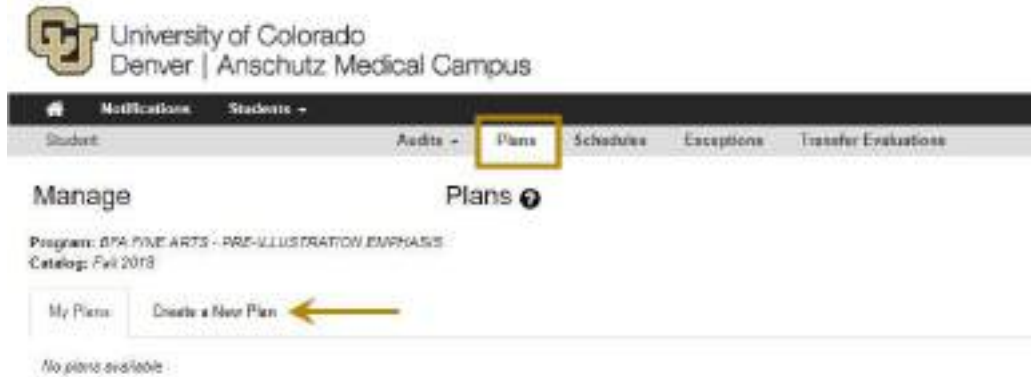 University of Colorado
Denver | Anschutz Medical Campus
Notifications Students
Student Audits Plans Schedules Exceptions Transfer Evaluations
Manage Plans ?
Program: BFA FINE ARTS - PRE-ILLUSTRATION EMPHASIS
Catalog: Fall 2018
My Plans Create a New Plan
No plans available